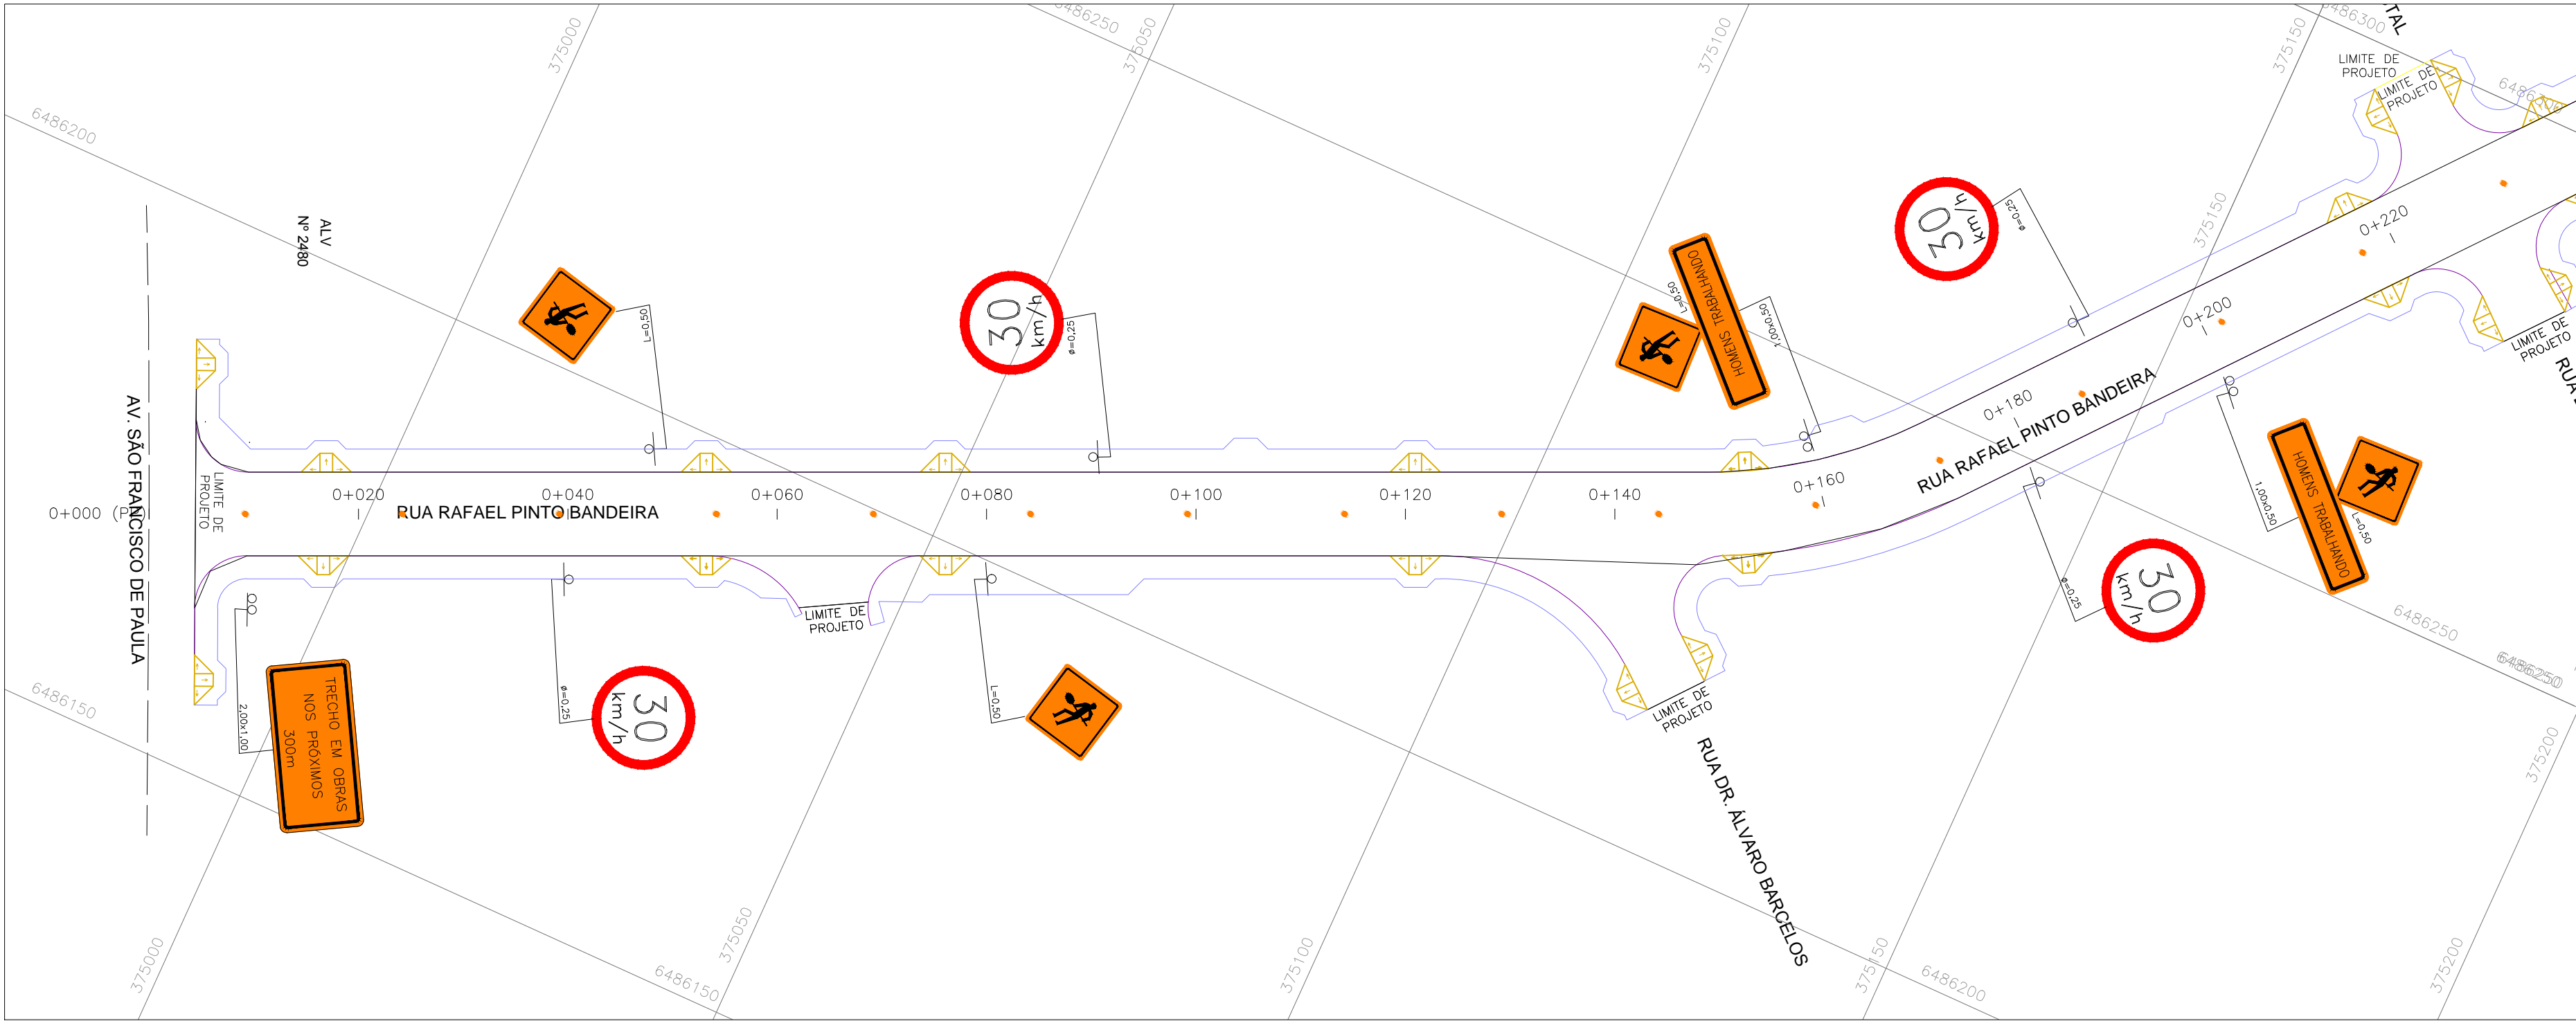 6486250
375000
375050
375100
375150
6486300
TAL
LIMITE DE
PROJETO
LIMITE DE
PROJETO
6486200
375150
0+220
ø=0,25
30
km/h
ALV
Nº 2480
L=0,50
30
km/h
ø=0,25
HOMENS TRABALHANDO
L=0,50
1,00x0,50
0+200
LIMITE DE
PROJETO
AV. SÃO FRANCISCO DE PAULA
LIMITE DE
PROJETO
0+000
0+020
0+040
0+060
0+080
0+100
0+120
0+140
0+160
0+180
RUA RAFAEL PINTO BANDEIRA
RUA RAFAEL PINTO BANDEIRA
HOMENS TRABALHANDO
L=0,50
1,00x0,50
30
km/h
ø=0,25
LIMITE DE
PROJETO
LIMITE DE
PROJETO
RUA DR. ÁLVARO BARCELOS
RUA
6486250
6486250
6486150
2,00x1,00
TRECHO EM OBRAS
NOS PRÓXIMOS
300m
ø=0,25
30
km/h
L=0,50
375000
375050
6486150
375100
375150
6486200
375200
375200